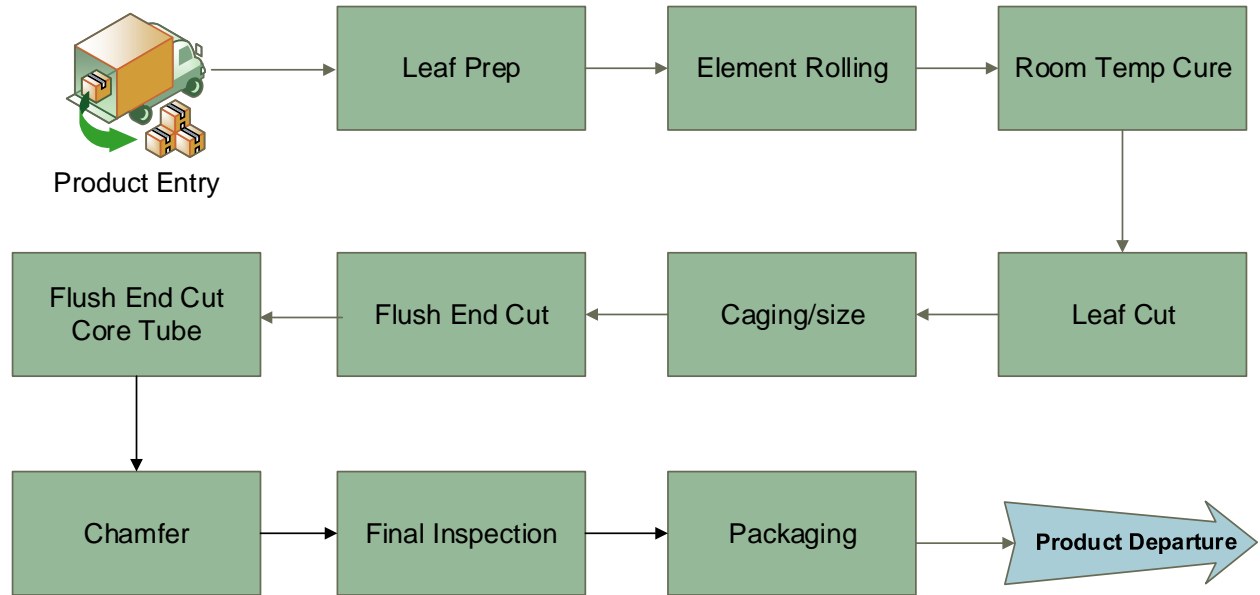 Product Entry
Leaf Prep
Element Rolling
Room Temp Cure
Leaf Cut
Caging/size
Flush End Cut
Flush End Cut
Core Tube
Chamfer
Final Inspection
Packaging
Product Departure